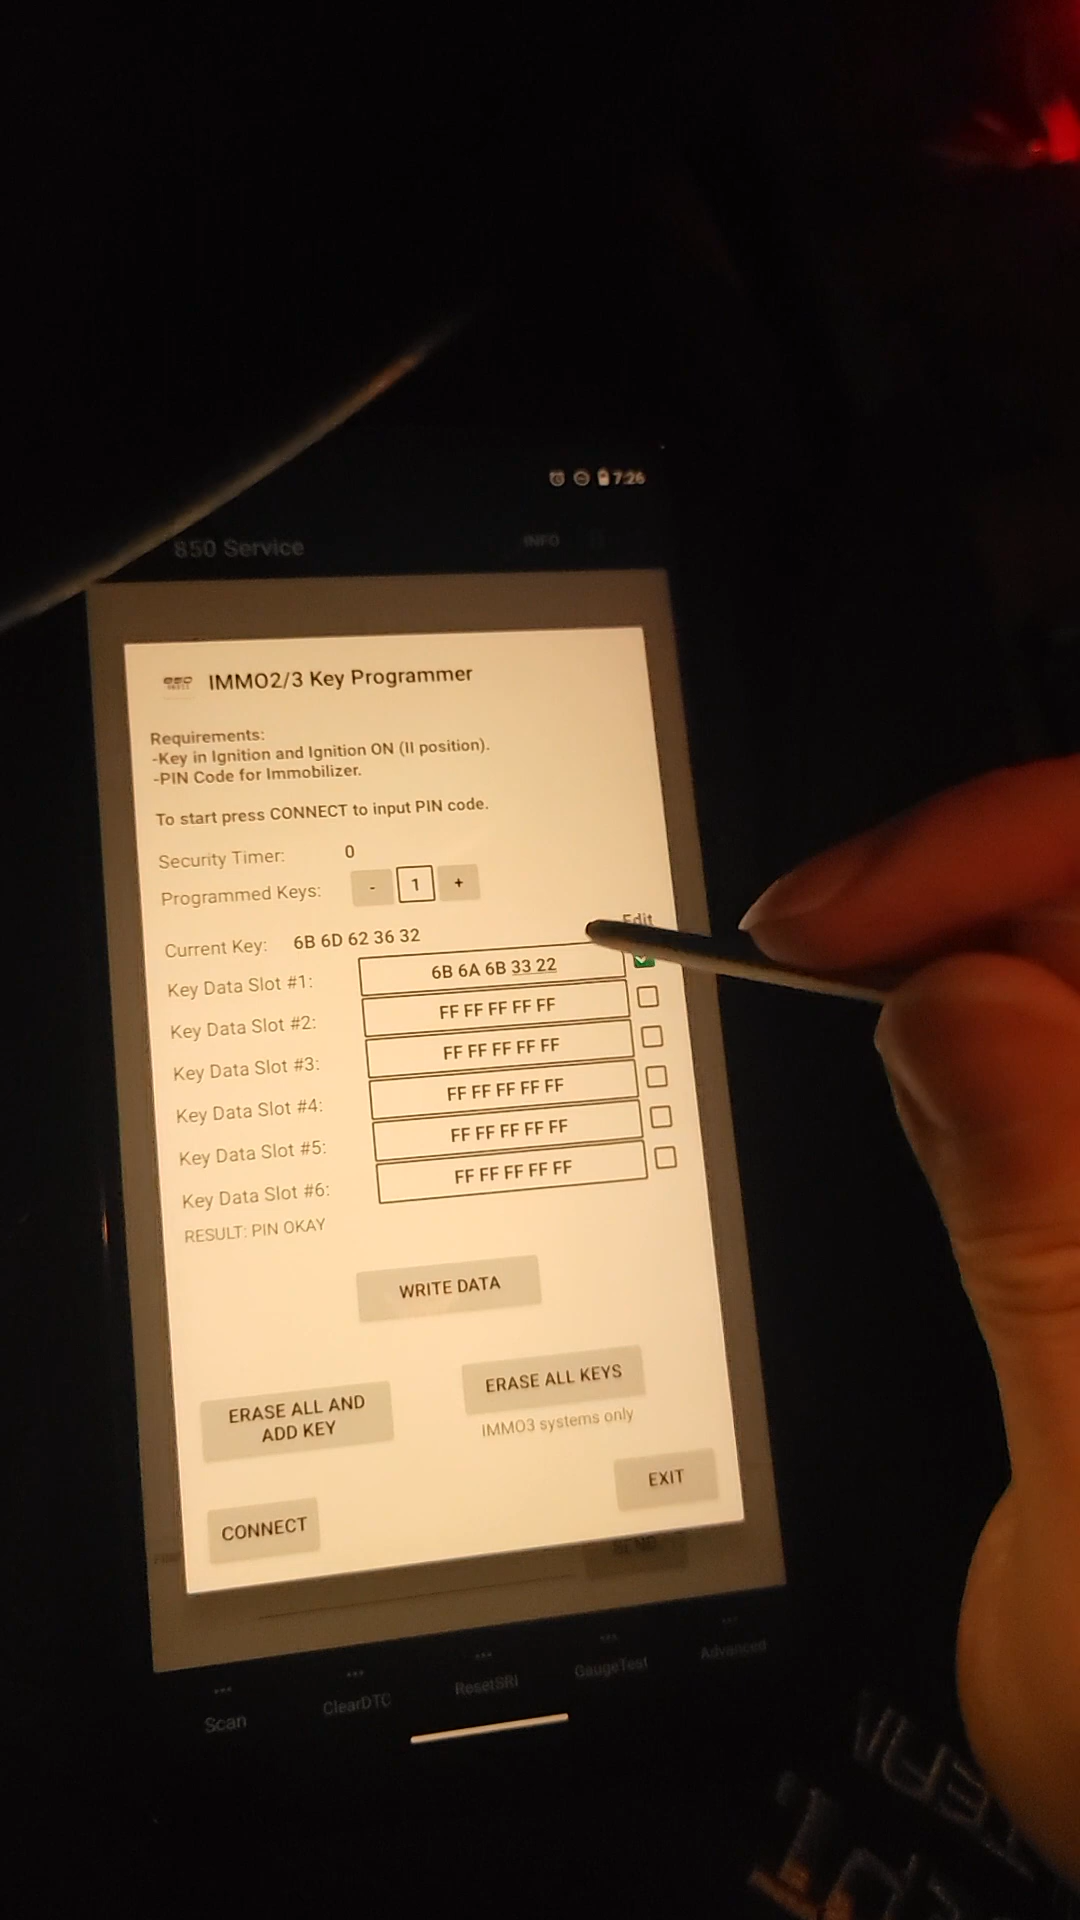 7:26
850 Service
INFO
IMMO2/3 Key Programmer
Requirements:
-Key in Ignition and Ignition ON (II position).
-PIN Code for Immobilizer.
To start press CONNECT to input PIN code.
Security Timer: 0
Programmed Keys: - 1 +
Edit
Current Key: 6B 6D 62 36 32
Key Data Slot #1: 6B 6A 6B 33 22
Key Data Slot #2: FF FF FF FF FF
Key Data Slot #3: FF FF FF FF FF
Key Data Slot #4: FF FF FF FF FF
Key Data Slot #5: FF FF FF FF FF
Key Data Slot #6: FF FF FF FF FF
RESULT: PIN OKAY
WRITE DATA
ERASE ALL AND
ADD KEY
ERASE ALL KEYS
IMMO3 systems only
EXIT
CONNECT
SEND
Scan
ClearDTC
ResetSRI
GaugeTest
Advanced